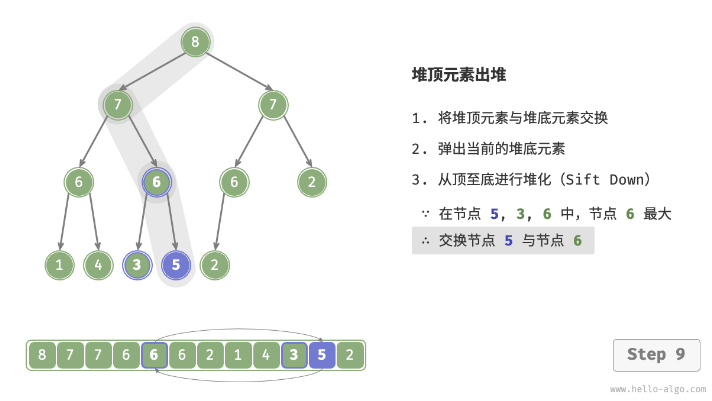 8
堆顶元素出堆
7 7
1. 将堆顶元素与堆底元素交换
2. 弹出当前的堆底元素
3. 从顶至底进行堆化（Sift Down）
6 6 6 2
∵ 在节点 5, 3, 6 中，节点 6 最大
∴ 交换节点 5 与节点 6
1 4 3 5 2
8 7 7 6 6 6 2 1 4 3 5 2
Step 9
www.hello-algo.com